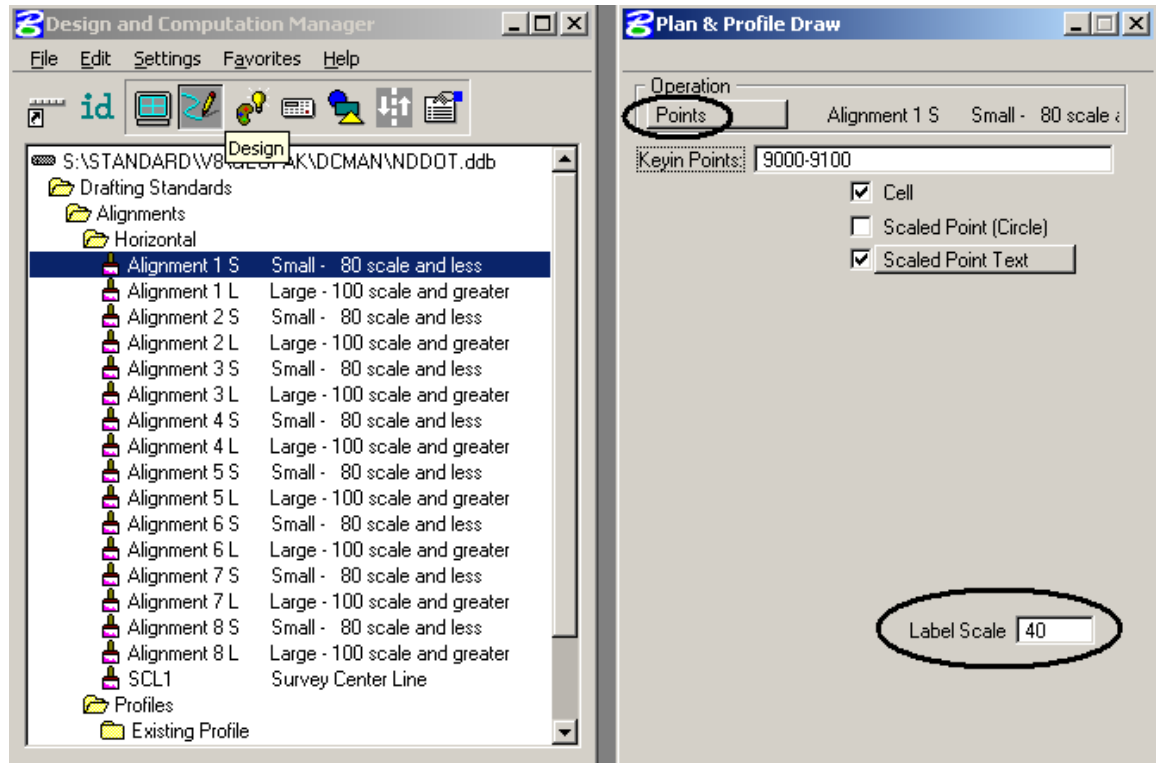 Design and Computation Manager
File Edit Settings Favorites Help
id
Design
S:\STANDARD\V8\GEOPAK\DCMAN\NDDOT.ddb
Drafting Standards
Alignments
Horizontal
Alignment 1 S Small - 80 scale and less
Alignment 1 L Large - 100 scale and greater
Alignment 2 S Small - 80 scale and less
Alignment 2 L Large - 100 scale and greater
Alignment 3 S Small - 80 scale and less
Alignment 3 L Large - 100 scale and greater
Alignment 4 S Small - 80 scale and less
Alignment 4 L Large - 100 scale and greater
Alignment 5 S Small - 80 scale and less
Alignment 5 L Large - 100 scale and greater
Alignment 6 S Small - 80 scale and less
Alignment 6 L Large - 100 scale and greater
Alignment 7 S Small - 80 scale and less
Alignment 7 L Large - 100 scale and greater
Alignment 8 S Small - 80 scale and less
Alignment 8 L Large - 100 scale and greater
SCL1 Survey Center Line
Profiles
Existing Profile
Plan & Profile Draw
Operation
Points Alignment 1 S Small - 80 scale
Keyin Points: 9000-9100
Cell
Scaled Point (Circle)
Scaled Point Text
Label Scale 40